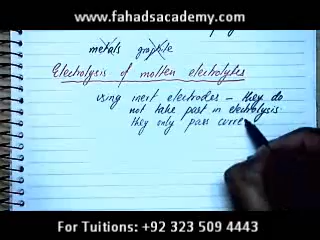 www.fahadsacademy.com
metals graphite
Electrolysis of molten electrolytes
using inert electrodes – they do
not take part in electrolysis.
they only pass curre
For Tuitions: +92 323 509 4443